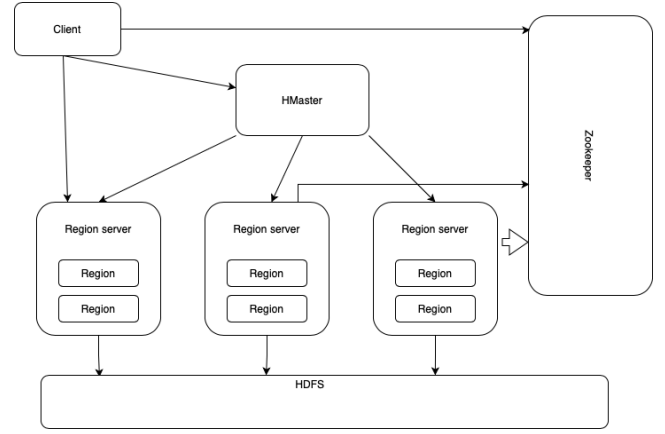 Client
HMaster
Zookeeper
Region server
Region
Region
Region server
Region
Region
Region server
Region
Region
HDFS